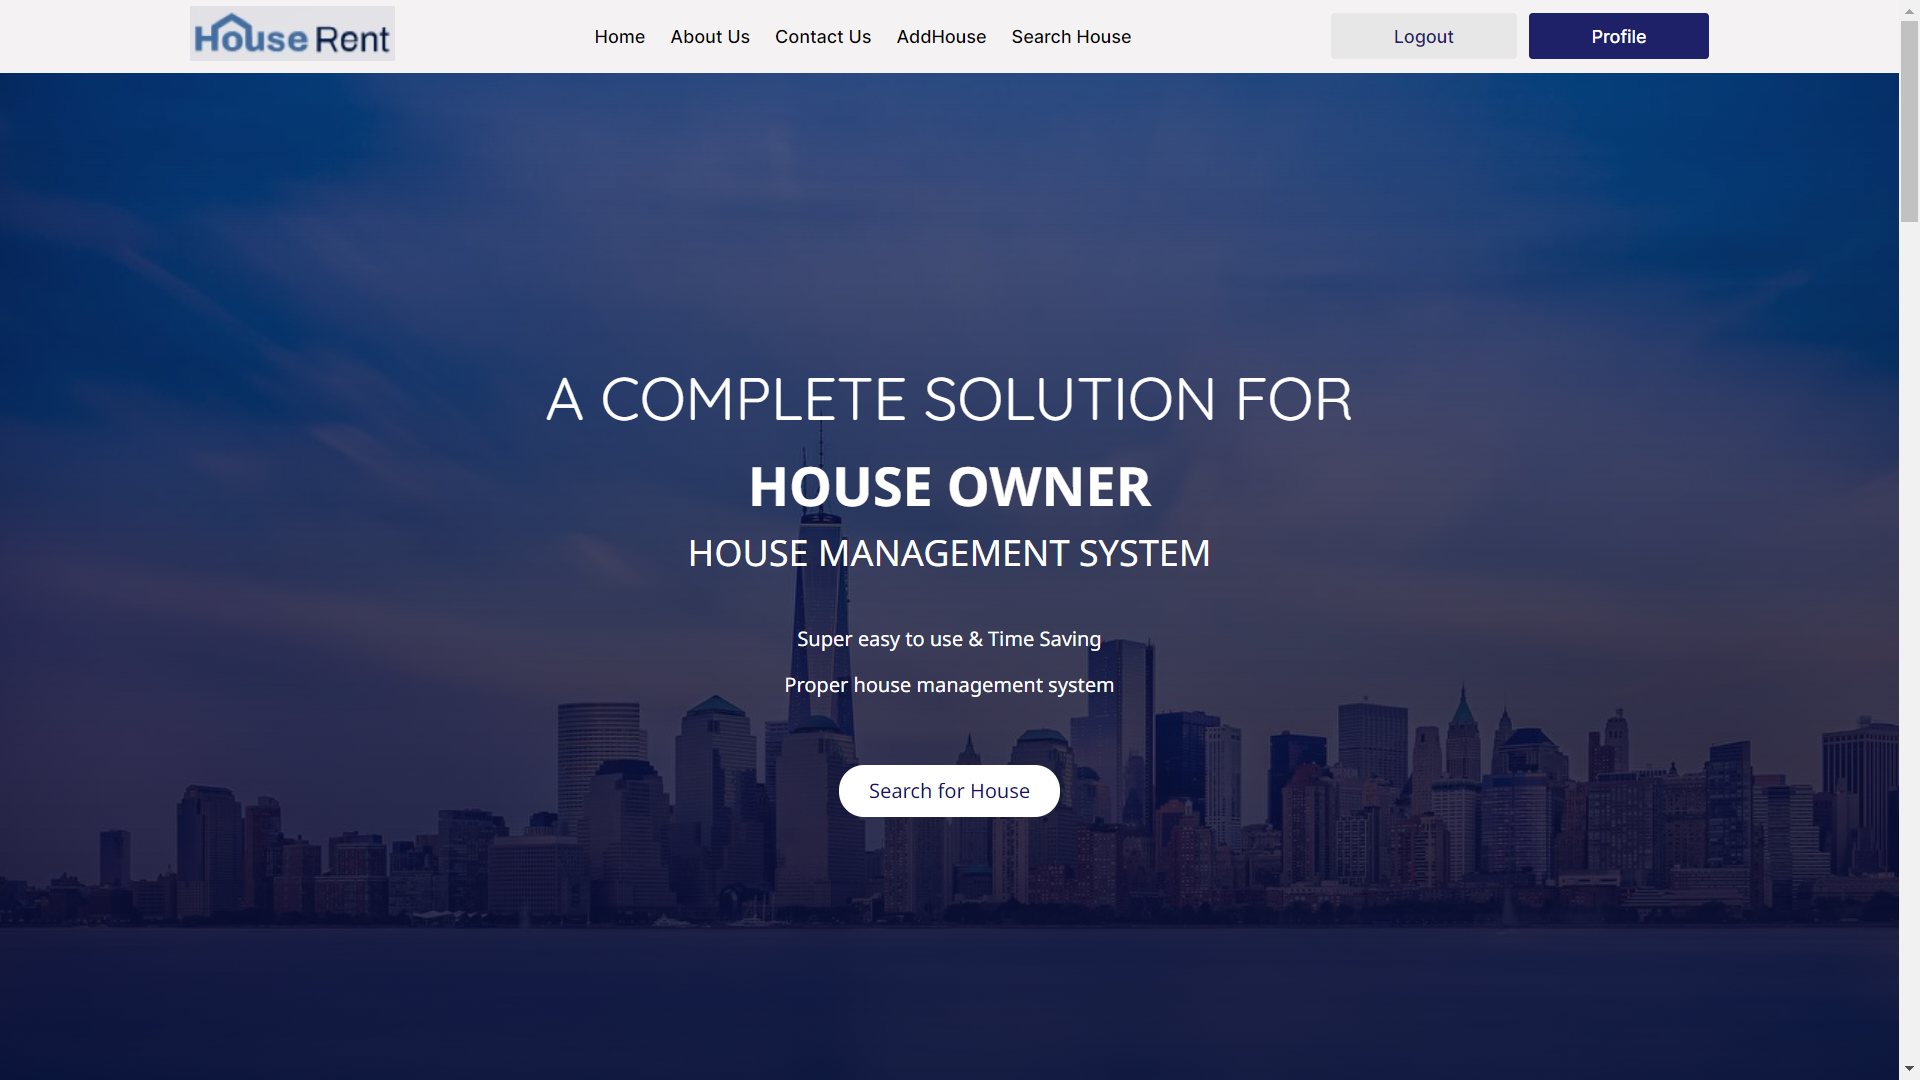 House Rent
Home
About Us
Contact Us
AddHouse
Search House
Logout
Profile
A COMPLETE SOLUTION FOR
HOUSE OWNER
HOUSE MANAGEMENT SYSTEM
Super easy to use & Time Saving
Proper house management system
Search for House